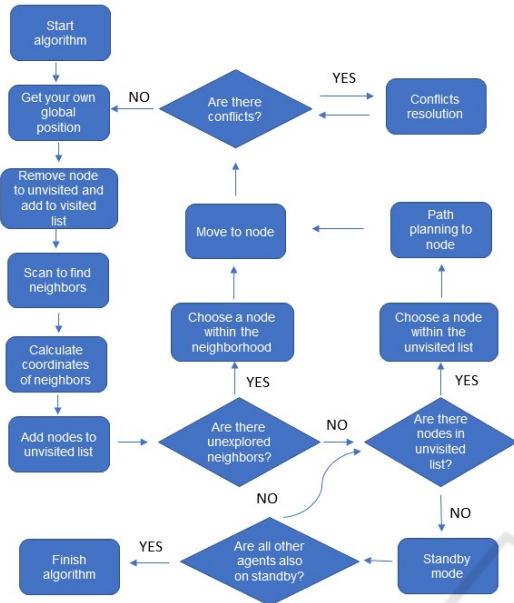 Start
algorithm
Get your own
global
position
NO
Are there
conflicts?
YES
Conflicts
resolution
Remove node
to unvisited and
add to visited
list
Move to node
Path
planning to
node
Scan to find
neighbors
Choose a node
within the
neighborhood
Choose a node
within the
unvisited list
Calculate
coordinates
of neighbors
YES
YES
Add nodes to
unvisited list
Are there
unexplored
neighbors?
NO
Are there
nodes in
unvisited
list?
NO
NO
Finish
algorithm
YES
Are all other
agents also
on standby?
Standby
mode